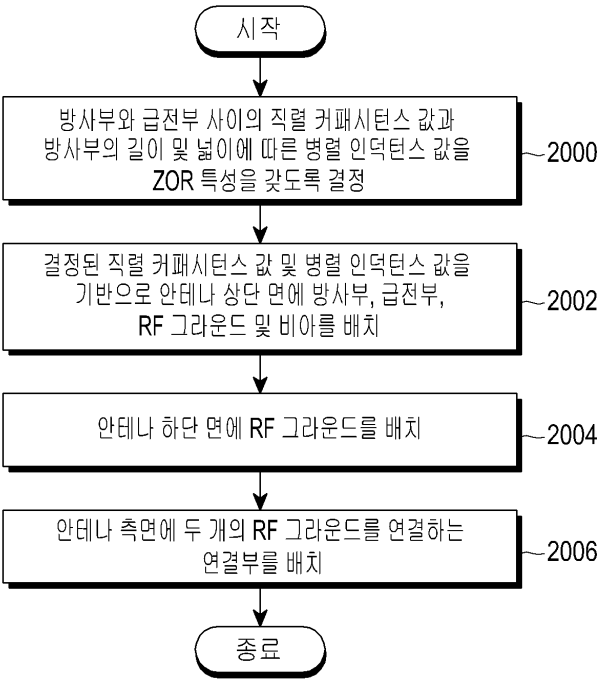 시작
방사부와 급전부 사이의 직렬 커패시턴스 값과
방사부의 길이 및 넓이에 따른 병렬 인덕턴스 값을
ZOR 특성을 갖도록 결정
2000
결정된 직렬 커패시턴스 값 및 병렬 인덕턴스 값을
기반으로 안테나 상단 면에 방사부, 급전부,
RF 그라운드 및 비아를 배치
2002
안테나 하단 면에 RF 그라운드를 배치
2004
안테나 측면에 두 개의 RF 그라운드를 연결하는
연결부를 배치
2006
종료